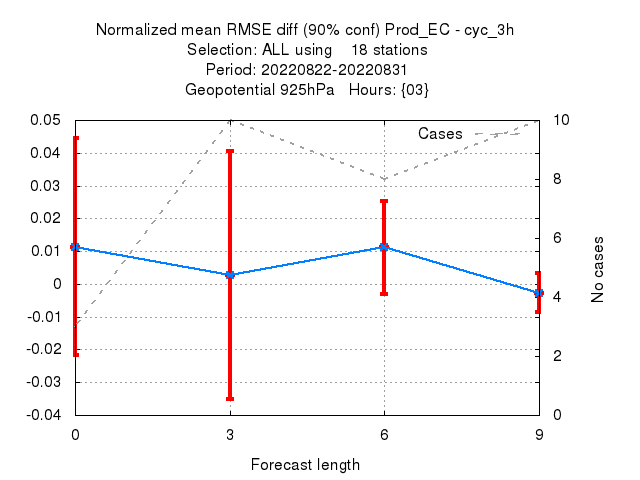 Normalized mean RMSE diff (90% conf) Prod_EC - cyc_3h
Selection: ALL using    18 stations
Period: 20220822-20220831
Geopotential 925hPa   Hours: {03}
Cases
0.05
0.04
0.03
0.02
0.01
0
-0.01
-0.02
-0.03
-0.04
10
8
6
4
2
0
No cases
0
3
6
9
Forecast length